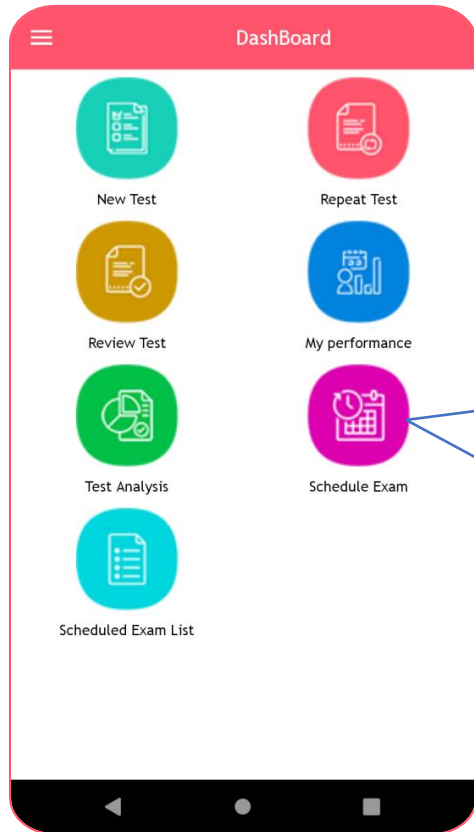 DashBoard
New Test
Repeat Test
Review Test
My performance
Test Analysis
Schedule Exam
Scheduled Exam List